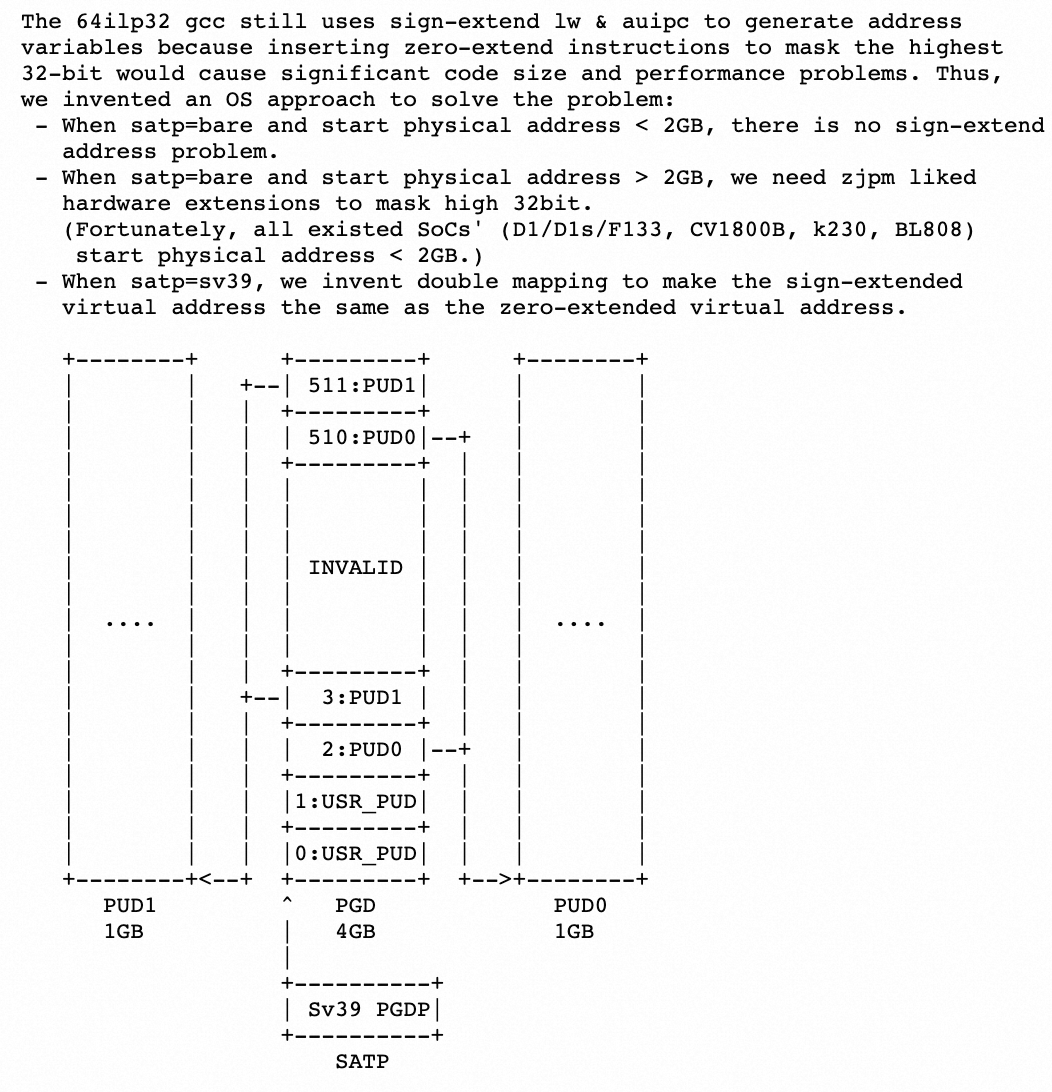 The 64ilp32 gcc still uses sign-extend lw & auipc to generate address
variables because inserting zero-extend instructions to mask the highest
32-bit would cause significant code size and performance problems. Thus,
we invented an OS approach to solve the problem:
- When satp=bare and start physical address < 2GB, there is no sign-extend
address problem.
- When satp=bare and start physical address > 2GB, we need zjpm liked
hardware extensions to mask high 32bit.
(Fortunately, all existed SoCs' (D1/D1s/F133, CV1800B, k230, BL808)
start physical address < 2GB.)
- When satp=sv39, we invent double mapping to make the sign-extended
virtual address the same as the zero-extended virtual address.
511:PUD1
510:PUD0
INVALID
.... ....
3:PUD1
2:PUD0
1:USR_PUD
0:USR_PUD
PUD1 PGD PUD0
1GB 4GB 1GB
Sv39 PGDP
SATP